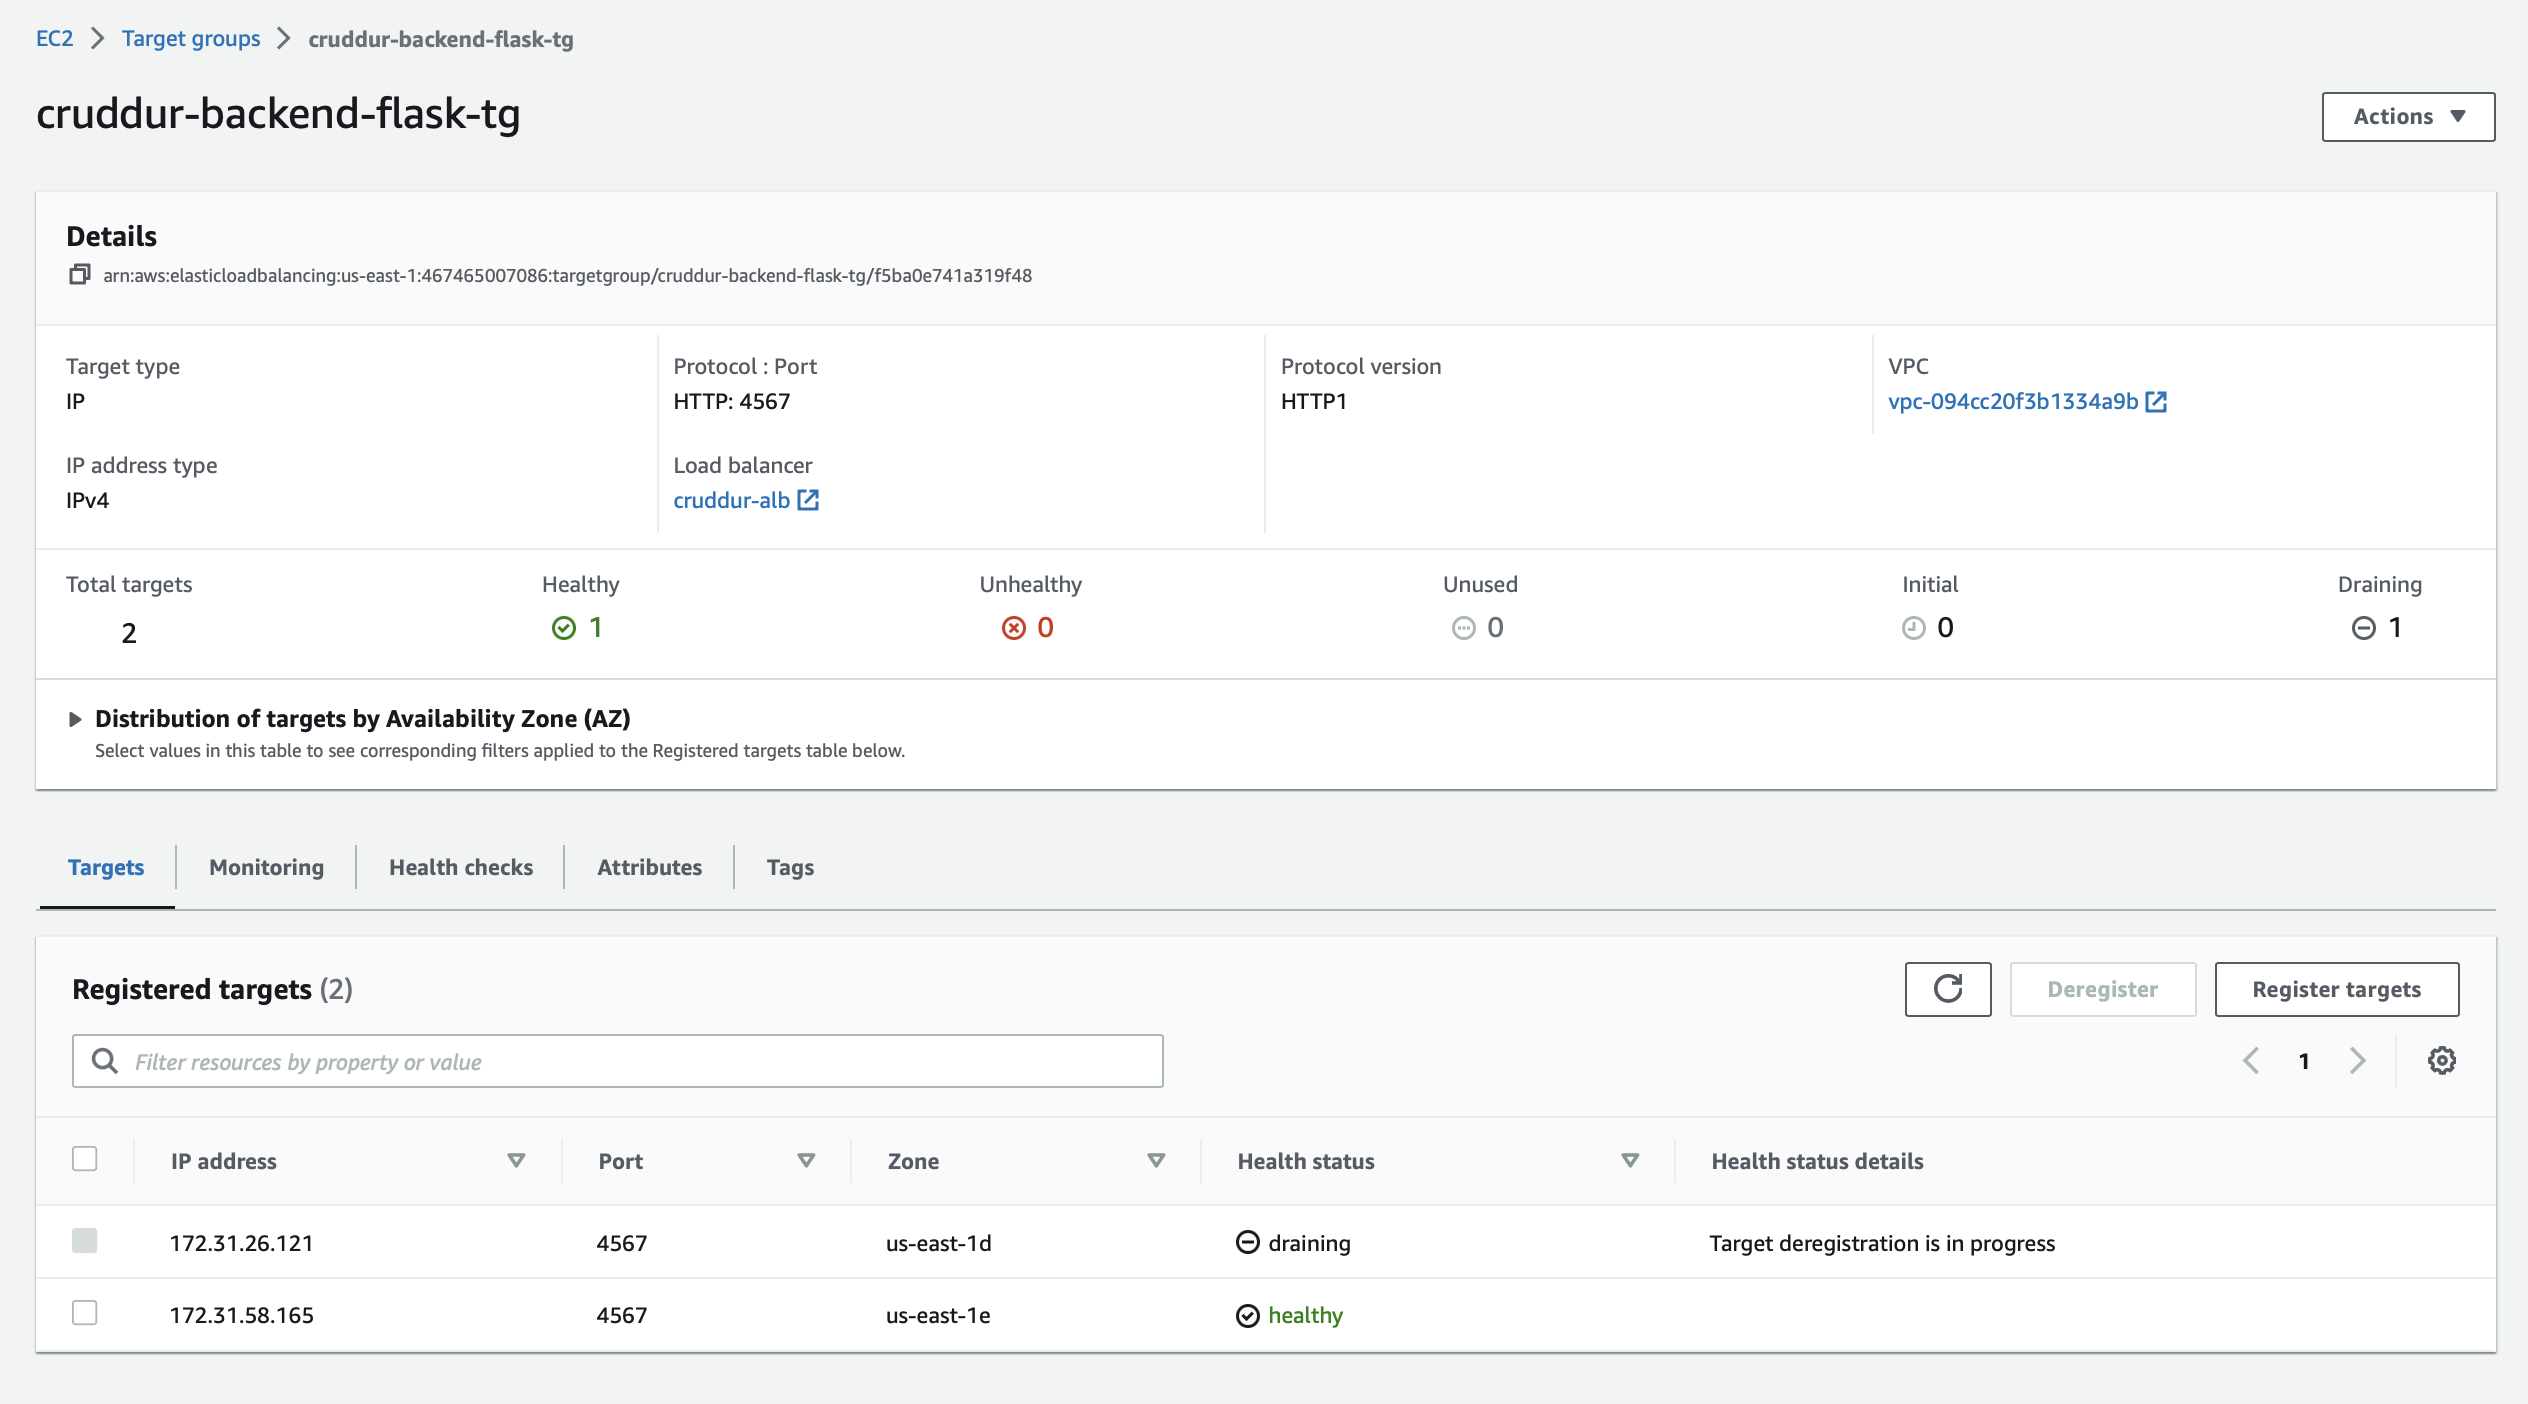 EC2 > Target groups > cruddur-backend-flask-tg
cruddur-backend-flask-tg
Actions
Details
arn:aws:elasticloadbalancing:us-east-1:467465007086:targetgroup/cruddur-backend-flask-tg/f5ba0e741a319f48
Target type
IP
Protocol : Port
HTTP: 4567
Protocol version
HTTP1
VPC
vpc-094cc20f3b1334a9b
IP address type
IPv4
Load balancer
cruddur-alb
Total targets
2
Healthy
1
Unhealthy
0
Unused
0
Initial
0
Draining
1
Distribution of targets by Availability Zone (AZ)
Select values in this table to see corresponding filters applied to the Registered targets table below.
Targets Monitoring Health checks Attributes Tags
Registered targets (2)
Deregister
Register targets
Filter resources by property or value
1
IP address Port Zone Health status Health status details
172.31.26.121 4567 us-east-1d draining Target deregistration is in progress
172.31.58.165 4567 us-east-1e healthy